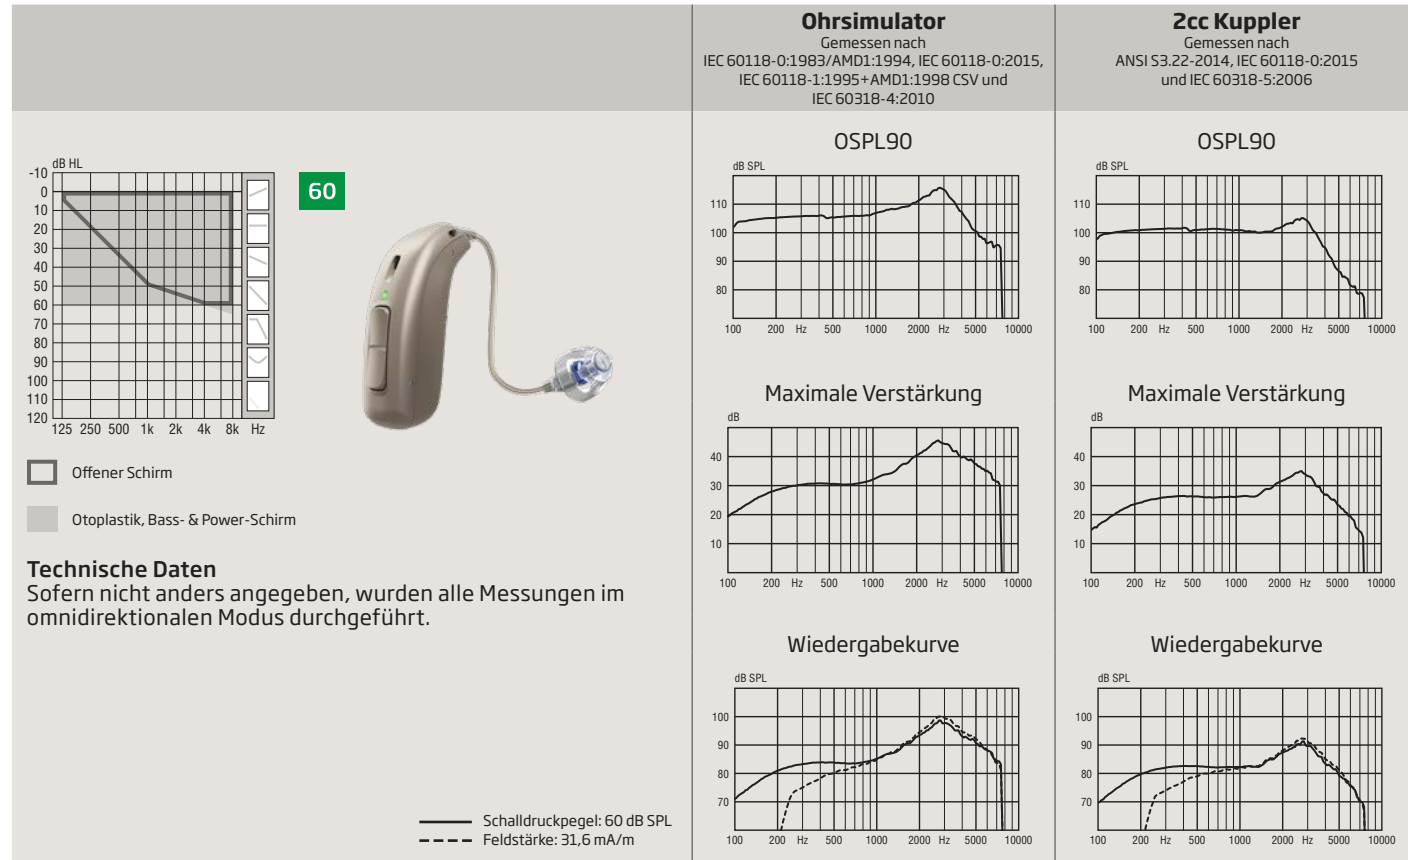 Ohrsimulator
Gemessen nach
IEC 60118-0:1983/AMD1:1994, IEC 60118-0:2015,
IEC 60118-1:1995+AMD1:1998 CSV und
IEC 60318-4:2010
2cc Kuppler
Gemessen nach
ANSI S3.22-2014, IEC 60118-0:2015
und IEC 60318-5:2006
dB HL
-10
0
10
20
30
40
50
60
70
80
90
100
110
120
125 250 500 1k 2k 4k 8k Hz
60
Offener Schirm
Otoplastik, Bass- & Power-Schirm
Technische Daten
Sofern nicht anders angegeben, wurden alle Messungen im
omnidirektionalen Modus durchgeführt.
Schalldruckpegel: 60 dB SPL
Feldstärke: 31,6 mA/m
OSPL90
dB SPL
110
100
90
80
100 200 Hz 500 1000 2000 Hz 5000 10000
Maximale Verstärkung
dB
40
30
20
10
100 200 Hz 500 1000 2000 Hz 5000 10000
Wiedergabekurve
dB SPL
100
90
80
70
100 200 Hz 500 1000 2000 Hz 5000 10000
OSPL90
dB SPL
110
100
90
80
100 200 Hz 500 1000 2000 Hz 5000 10000
Maximale Verstärkung
dB
40
30
20
10
100 200 Hz 500 1000 2000 Hz 5000 10000
Wiedergabekurve
dB SPL
100
90
80
70
100 200 Hz 500 1000 2000 Hz 5000 10000